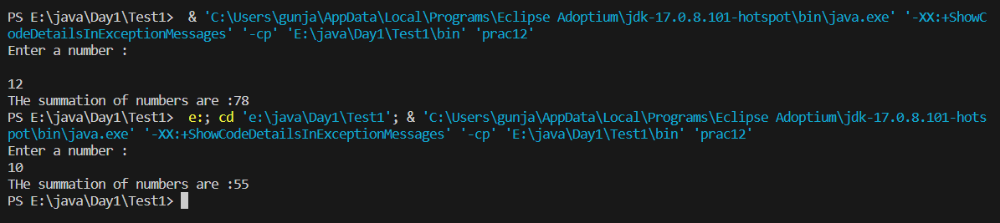 PS E:\java\Day1\Test1>  & 'C:\Users\gunja\AppData\Local\Programs\Eclipse Adoptium\jdk-17.0.8.101-hotspot\bin\java.exe' '-XX:+ShowC
odeDetailsInExceptionMessages' '-cp' 'E:\java\Day1\Test1\bin' 'prac12'
Enter a number :
12
THe summation of numbers are :78
PS E:\java\Day1\Test1>  e:; cd 'e:\java\Day1\Test1'; & 'C:\Users\gunja\AppData\Local\Programs\Eclipse Adoptium\jdk-17.0.8.101-hots
pot\bin\java.exe' '-XX:+ShowCodeDetailsInExceptionMessages' '-cp' 'E:\java\Day1\Test1\bin' 'prac12'
Enter a number :
10
THe summation of numbers are :55
PS E:\java\Day1\Test1>